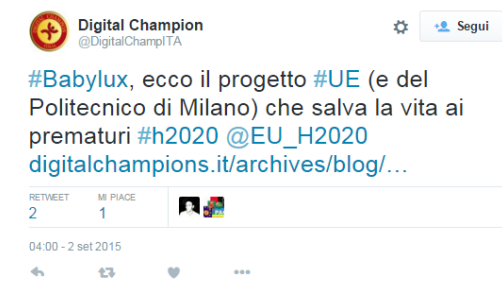 Digital Champion
@DigitalChampITA
Segui
#Babylux, ecco il progetto #UE (e del
Politecnico di Milano) che salva la vita ai
prematuri #h2020 @EU_H2020
digitalchampions.it/archives/blog/…
RETWEET MI PIACE
2 1
04:00 - 2 set 2015